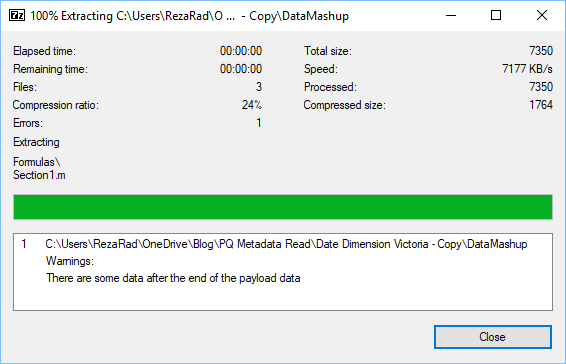 7z 100% Extracting C:\Users\RezaRad\O ...  - Copy\DataMashup
Elapsed time: 00:00:00 Total size: 7350
Remaining time: 00:00:00 Speed: 7177 KB/s
Files: 3 Processed: 7350
Compression ratio: 24% Compressed size: 1764
Errors: 1
Extracting
Formulas\
Section1.m
1 C:\Users\RezaRad\OneDrive\Blog\PQ Metadata Read\Date Dimension Victoria - Copy\DataMashup
Warnings:
There are some data after the end of the payload data
Close